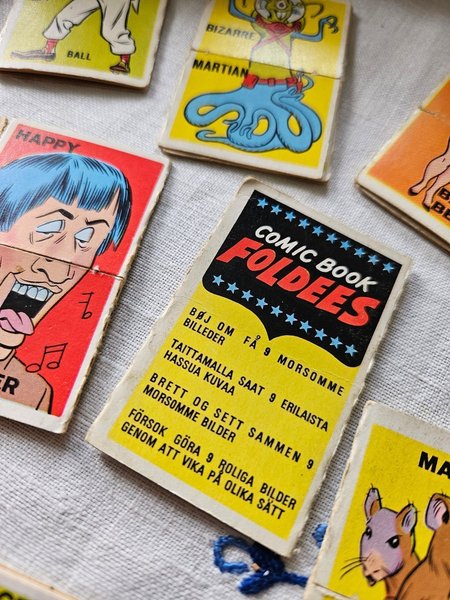 BALL
BIZARRE
MARTIAN
HAPPY
COMIC BOOK
FOLDEES
BØJ OM FÅ 9 MORSOMME
BILLEDER
TAITTAMALLA SAAT 9 ERILAISTA
HASSUA KUVAA
BRETT OG SETT SAMMEN 9
MORSOMME BILDER
FÖRSOK GÖRA 9 ROLIGA BILDER
GENOM ATT VIKA PÅ OLIKA SÄTT